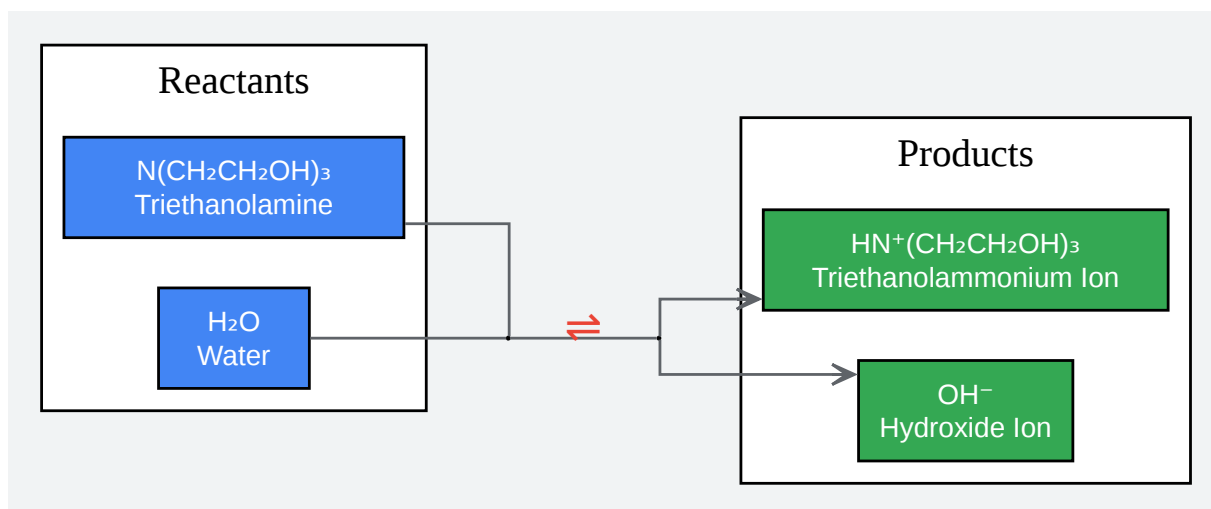 Reactants
N(CH₂CH₂OH)₃
Triethanolamine
H₂O
Water
⇌
Products
HN⁺(CH₂CH₂OH)₃
Triethanolammonium Ion
OH⁻
Hydroxide Ion